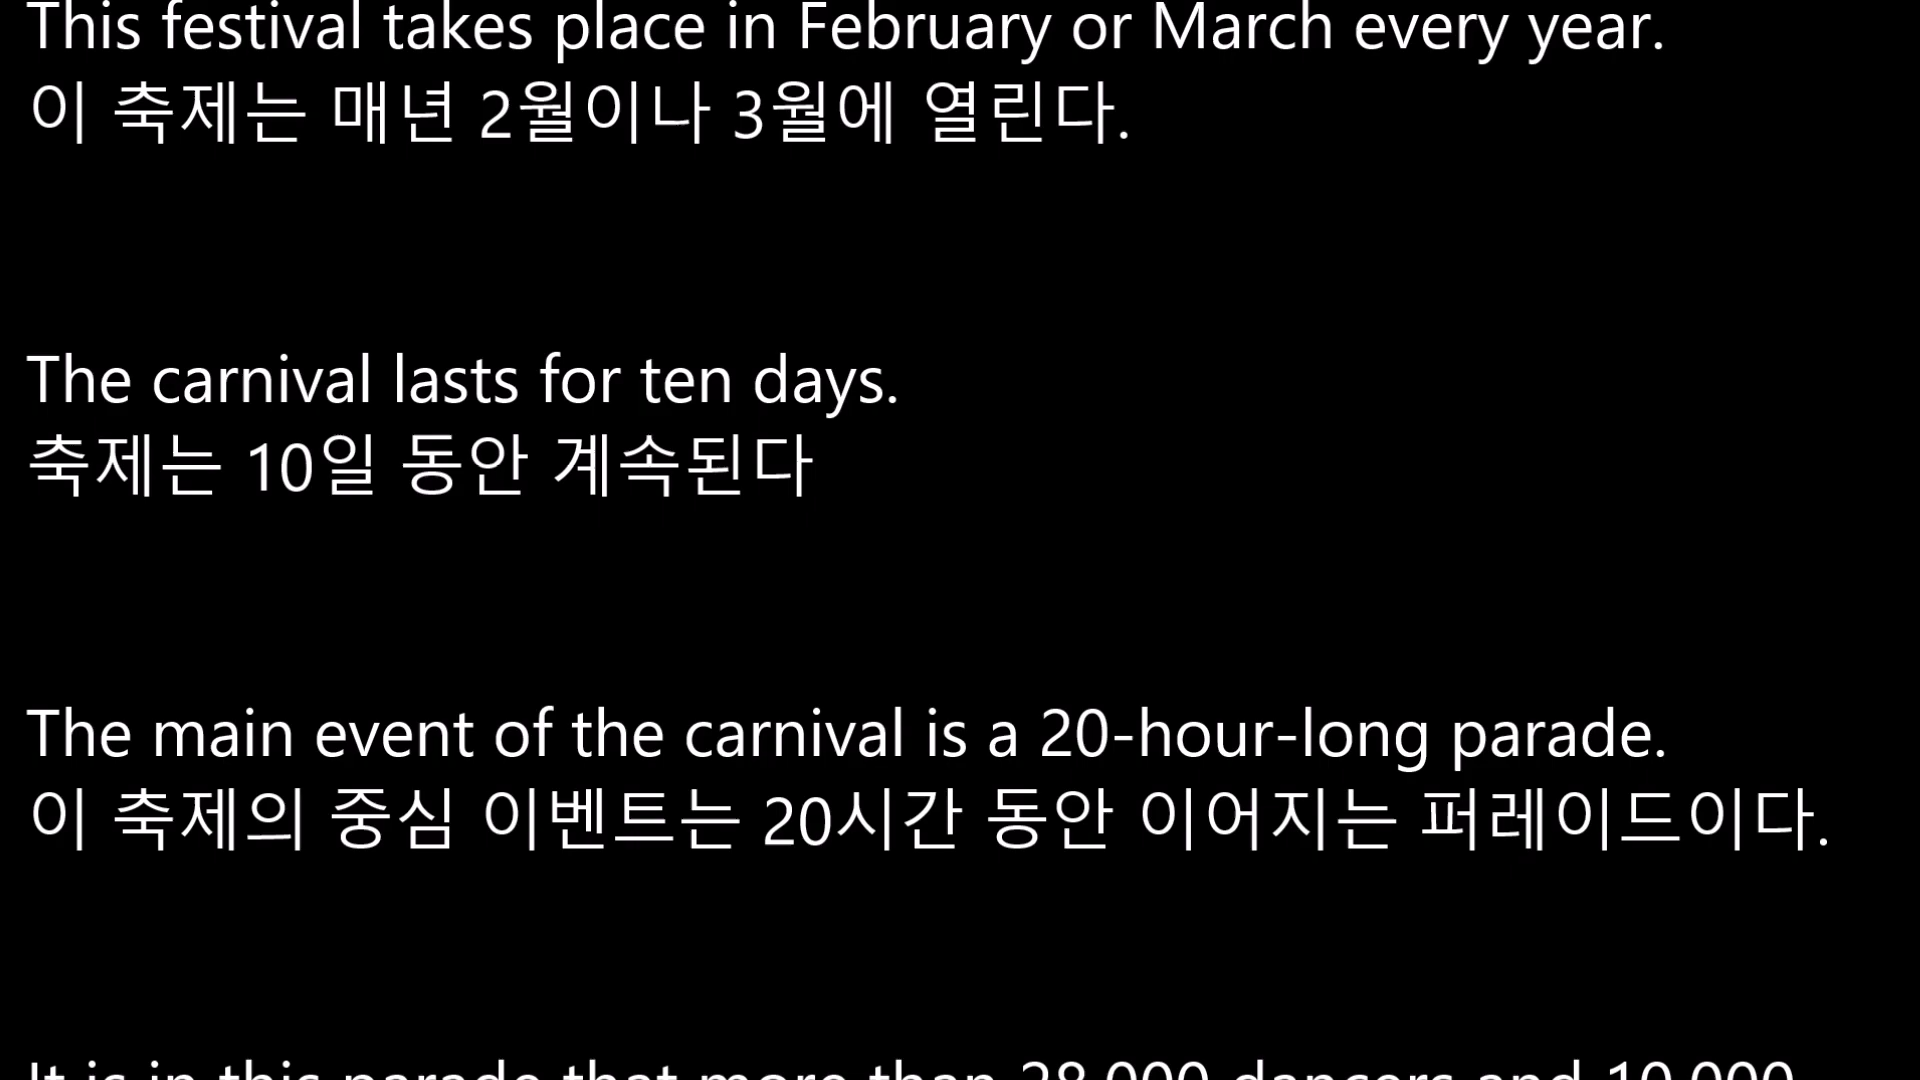 This festival takes place in February or March every year.
이 축제는 매년 2월이나 3월에 열린다.
The carnival lasts for ten days.
축제는 10일 동안 계속된다
The main event of the carnival is a 20-hour-long parade.
이 축제의 중심 이벤트는 20시간 동안 이어지는 퍼레이드이다.
It is in this parade that more than 28,000 dancers and 10,000